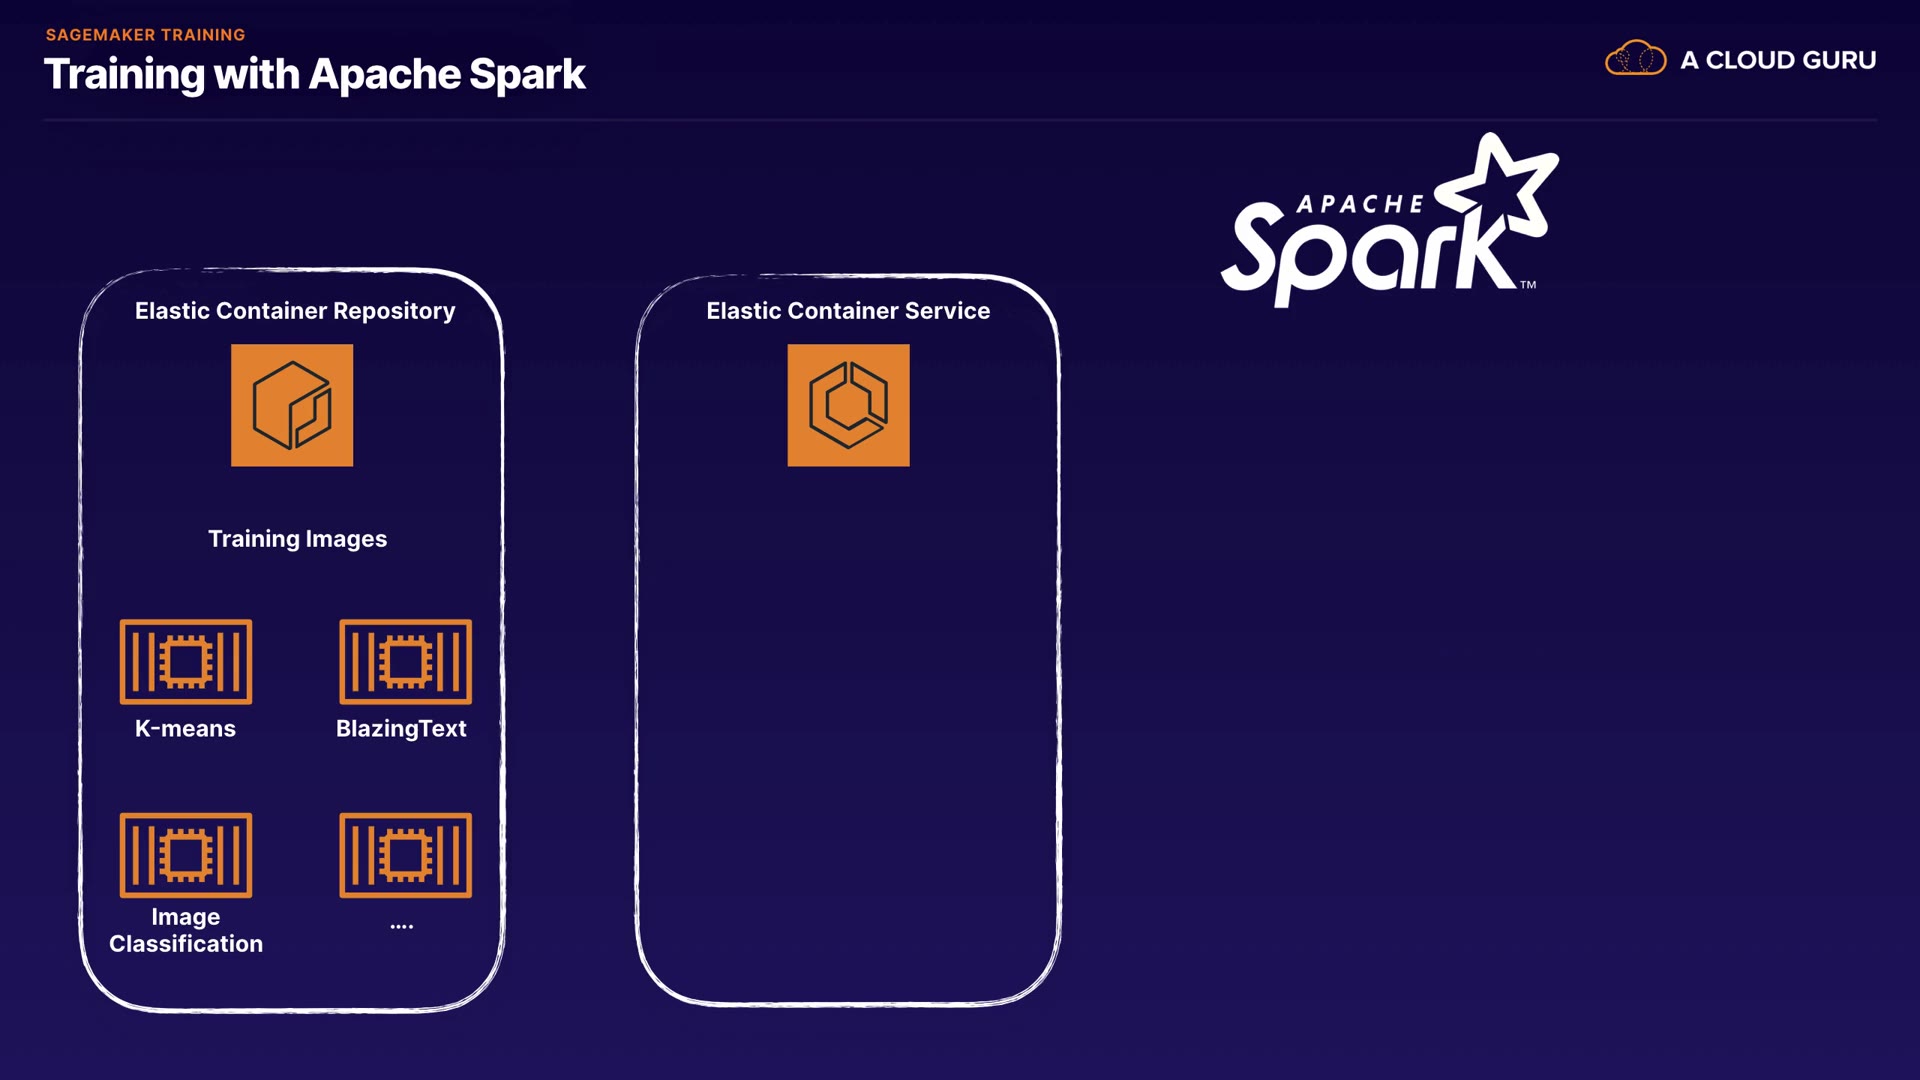 SAGEMAKER TRAINING
Training with Apache Spark
A CLOUD GURU
APACHE
Spark
TM
Elastic Container Repository
Elastic Container Service
Training Images
K-means
BlazingText
Image
Classification
....